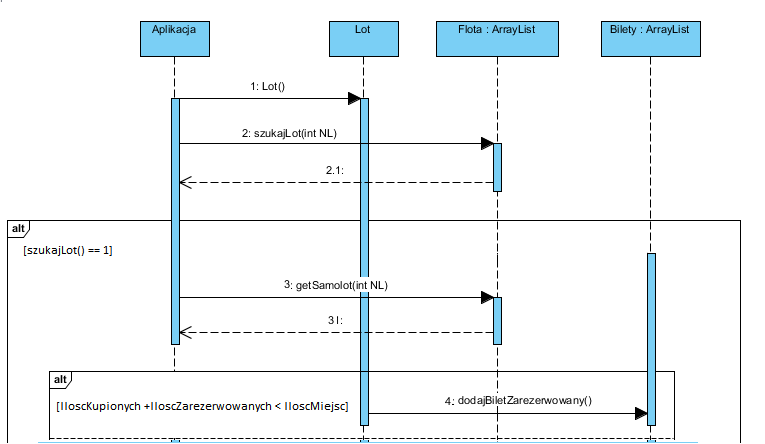 Aplikacja
Lot
Flota : ArrayList
Bilety : ArrayList
1: Lot()
2: szukajLot(int NL)
2.1:
alt
[szukajLot() == 1]
3: getSamolot(int NL)
3 I:
alt
[IloscKupionych +IloscZarezerwowanych < IloscMiejsc]
4: dodajBiletZarezerwowany()